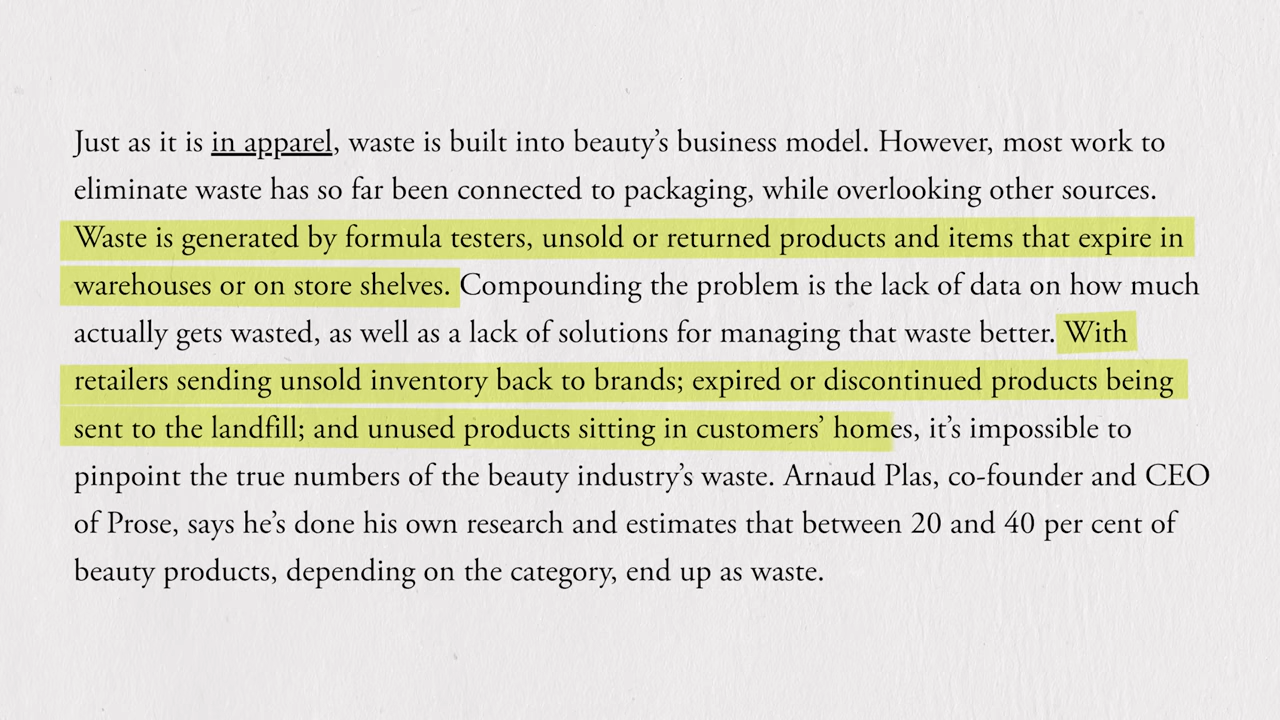 Just as it is in apparel, waste is built into beauty’s business model. However, most work to
eliminate waste has so far been connected to packaging, while overlooking other sources.
Waste is generated by formula testers, unsold or returned products and items that expire in
warehouses or on store shelves. Compounding the problem is the lack of data on how much
actually gets wasted, as well as a lack of solutions for managing that waste better. With
retailers sending unsold inventory back to brands; expired or discontinued products being
sent to the landfill; and unused products sitting in customers’ homes, it’s impossible to
pinpoint the true numbers of the beauty industry’s waste. Arnaud Plas, co-founder and CEO
of Prose, says he’s done his own research and estimates that between 20 and 40 per cent of
beauty products, depending on the category, end up as waste.